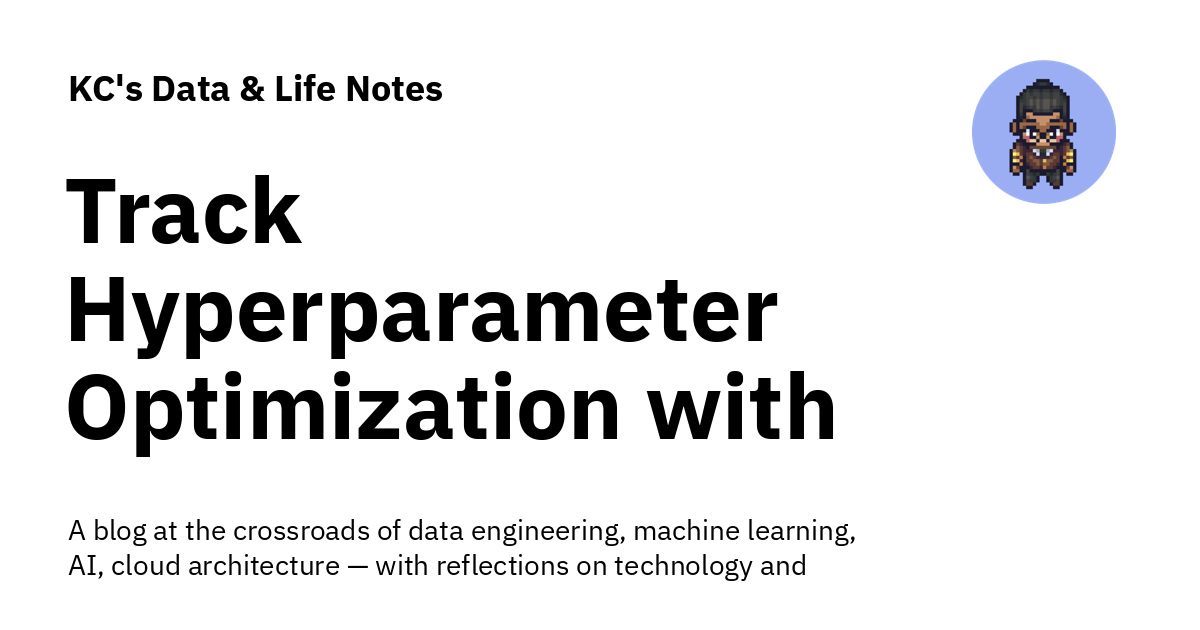 KC's Data & Life Notes
Track
Hyperparameter
Optimization with
A blog at the crossroads of data engineering, machine learning,
AI, cloud architecture — with reflections on technology and